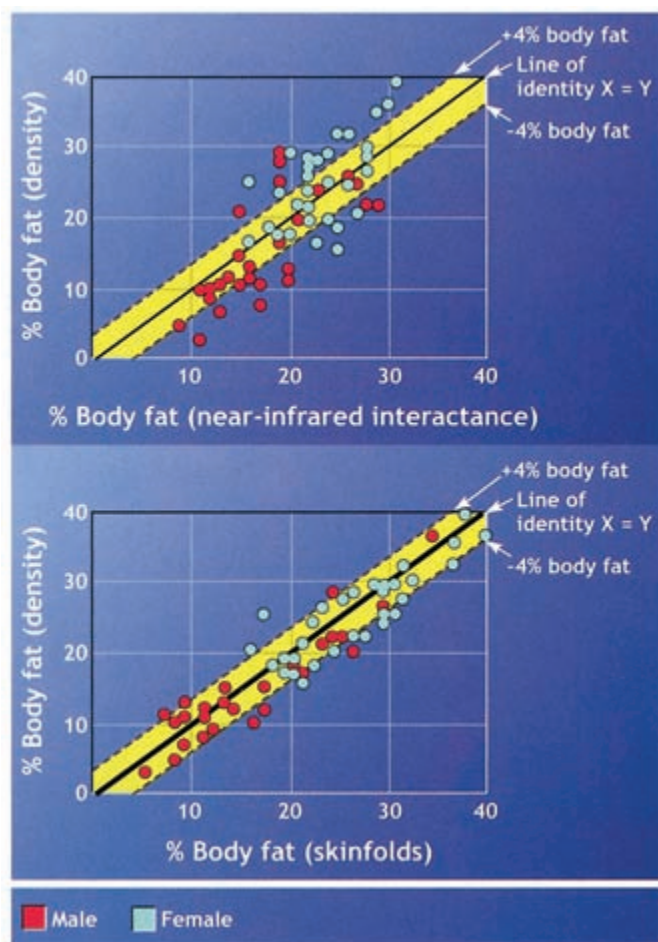 +4% body fat
Line of
identity X = Y
-4% body fat
% Body fat (density)
40
30
20
10
0
10
20
30
40
% Body fat (near-infrared interactance)
+4% body fat
Line of
identity X = Y
-4% body fat
% Body fat (density)
40
30
20
10
0
10
20
30
40
% Body fat (skinfolds)
Male
Female